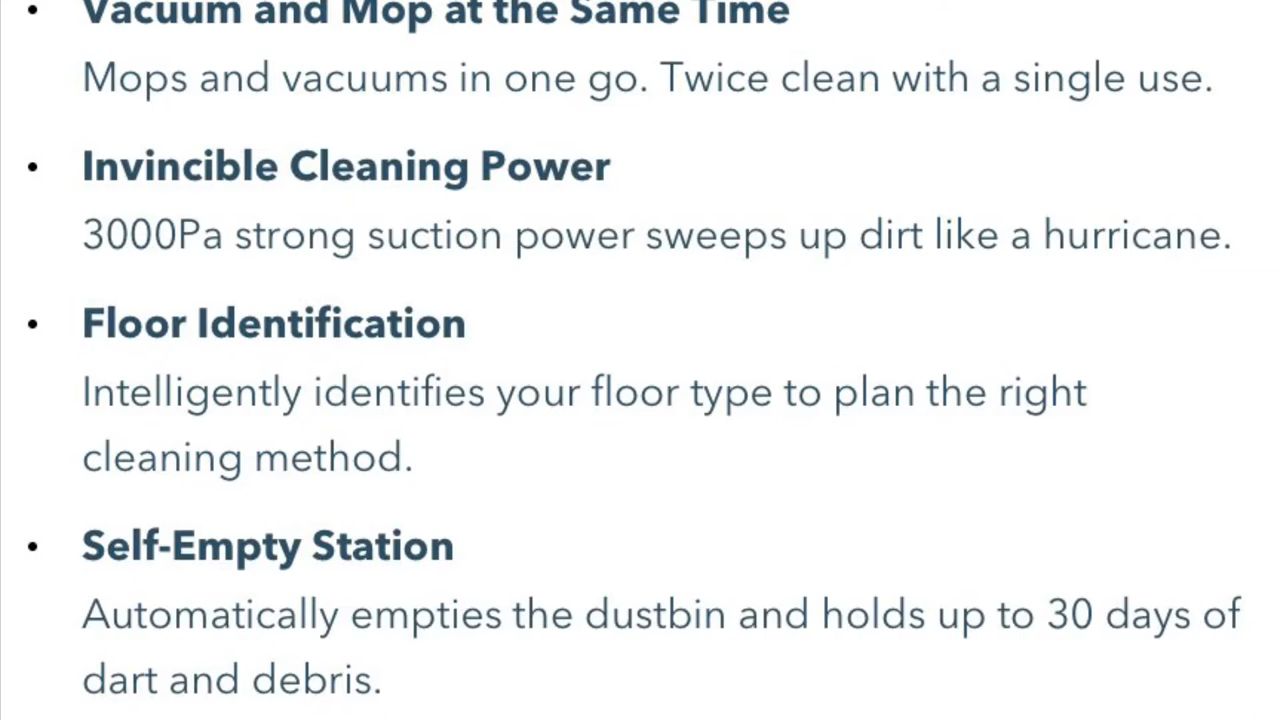 • Vacuum and Mop at the Same Time
Mops and vacuums in one go. Twice clean with a single use.
• Invincible Cleaning Power
3000Pa strong suction power sweeps up dirt like a hurricane.
• Floor Identification
Intelligently identifies your floor type to plan the right
cleaning method.
• Self-Empty Station
Automatically empties the dustbin and holds up to 30 days of
dart and debris.